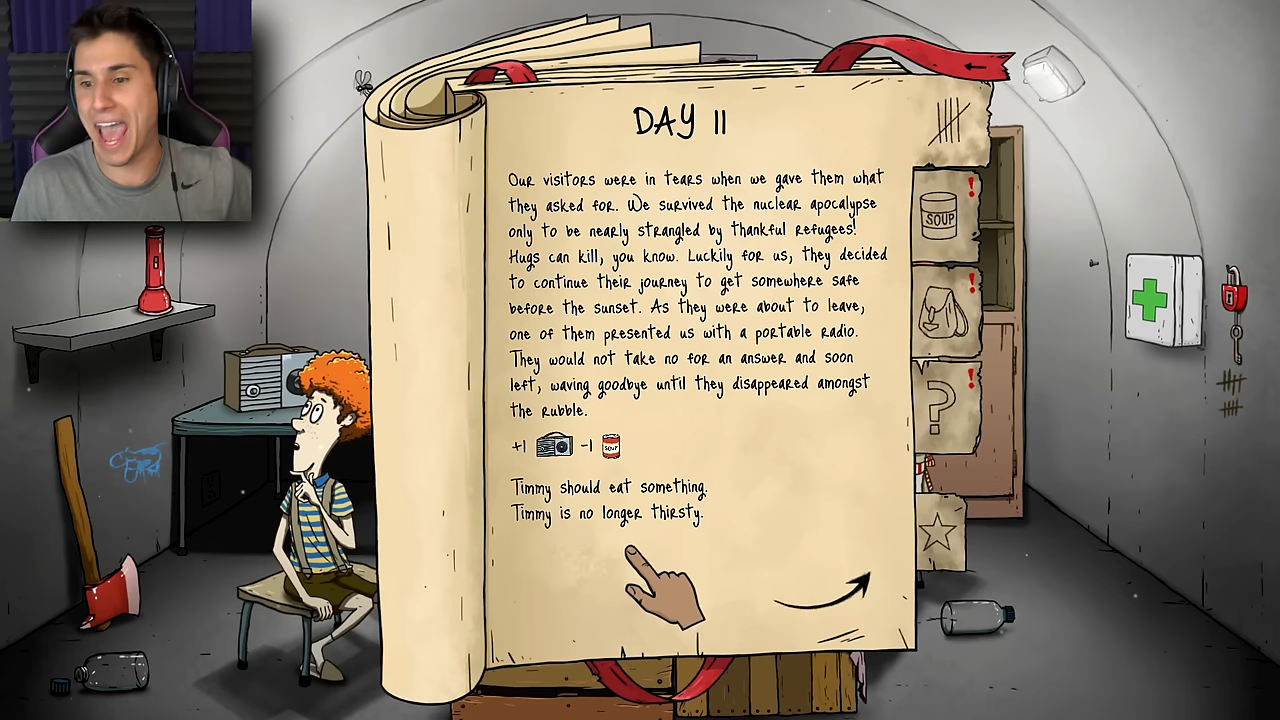 DAY 11
Our visitors were in tears when we gave them what
they asked for. We survived the nuclear apocalypse
only to be nearly strangled by thankful refugees!
Hugs can kill, you know. Luckily for us, they decided
to continue their journey to get somewhere safe
before the sunset. As they were about to leave,
one of them presented us with a portable radio.
They would not take no for an answer and soon
left, waving goodbye until they disappeared amongst
the rubble.
+1 -1 SOUP
Timmy should eat something.
Timmy is no longer thirsty.
!
SOUP
!
!
?